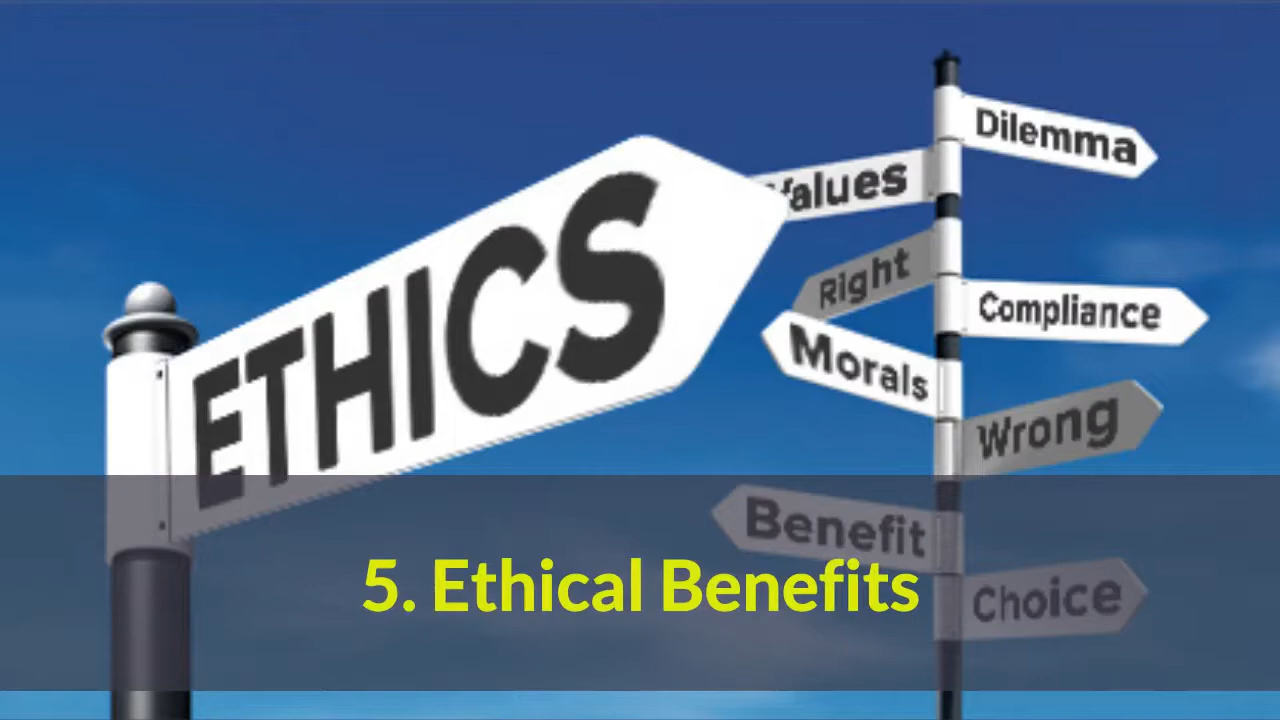 ETHICS
Dilemma
Values
Right
Compliance
Morals
Wrong
Benefit
Choice
5. Ethical Benefits